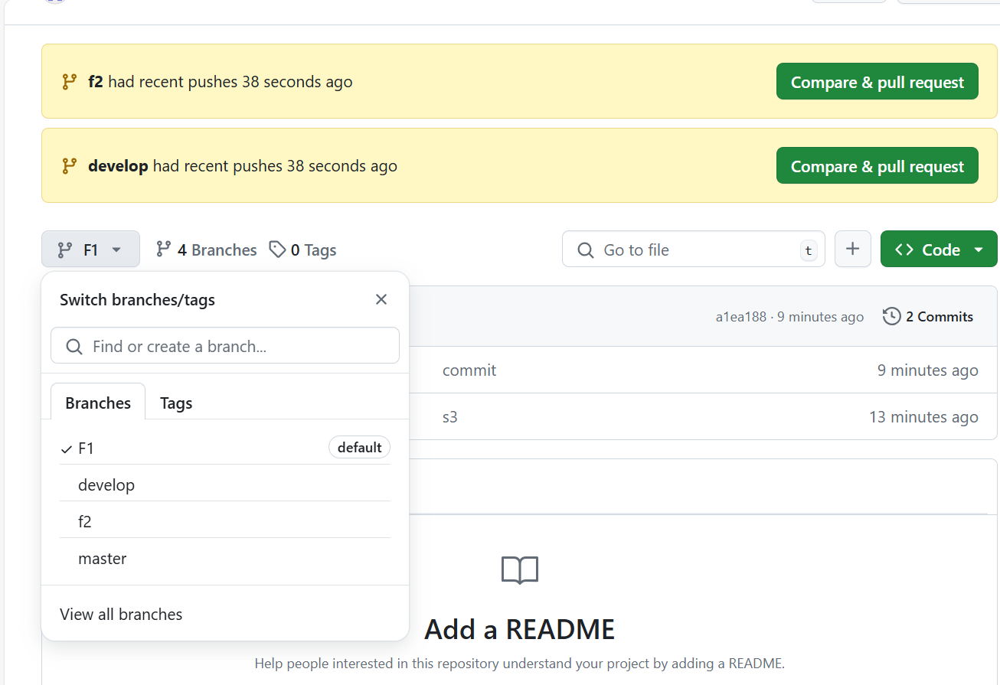 f2 had recent pushes 38 seconds ago
Compare & pull request
develop had recent pushes 38 seconds ago
Compare & pull request
F1
4 Branches
0 Tags
Go to file
t
Code
Switch branches/tags
a1ea188 · 9 minutes ago
2 Commits
Find or create a branch...
commit
9 minutes ago
Branches
Tags
s3
13 minutes ago
F1
default
develop
f2
master
View all branches
Add a README
Help people interested in this repository understand your project by adding a README.